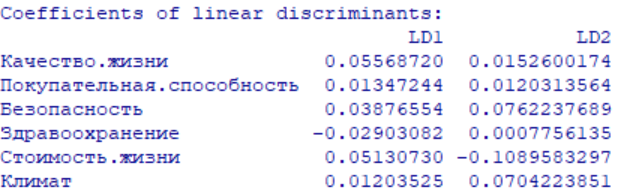 Coefficients of linear discriminants:
LD1 LD2
Качество.жизни 0.05568720 0.0152600174
Покупательная.способность 0.01347244 0.0120313564
Безопасность 0.03876554 0.0762237689
Здравоохранение -0.02903082 0.0007756135
Стоимость.жизни 0.05130730 -0.1089583297
Климат 0.01203525 0.0704223851